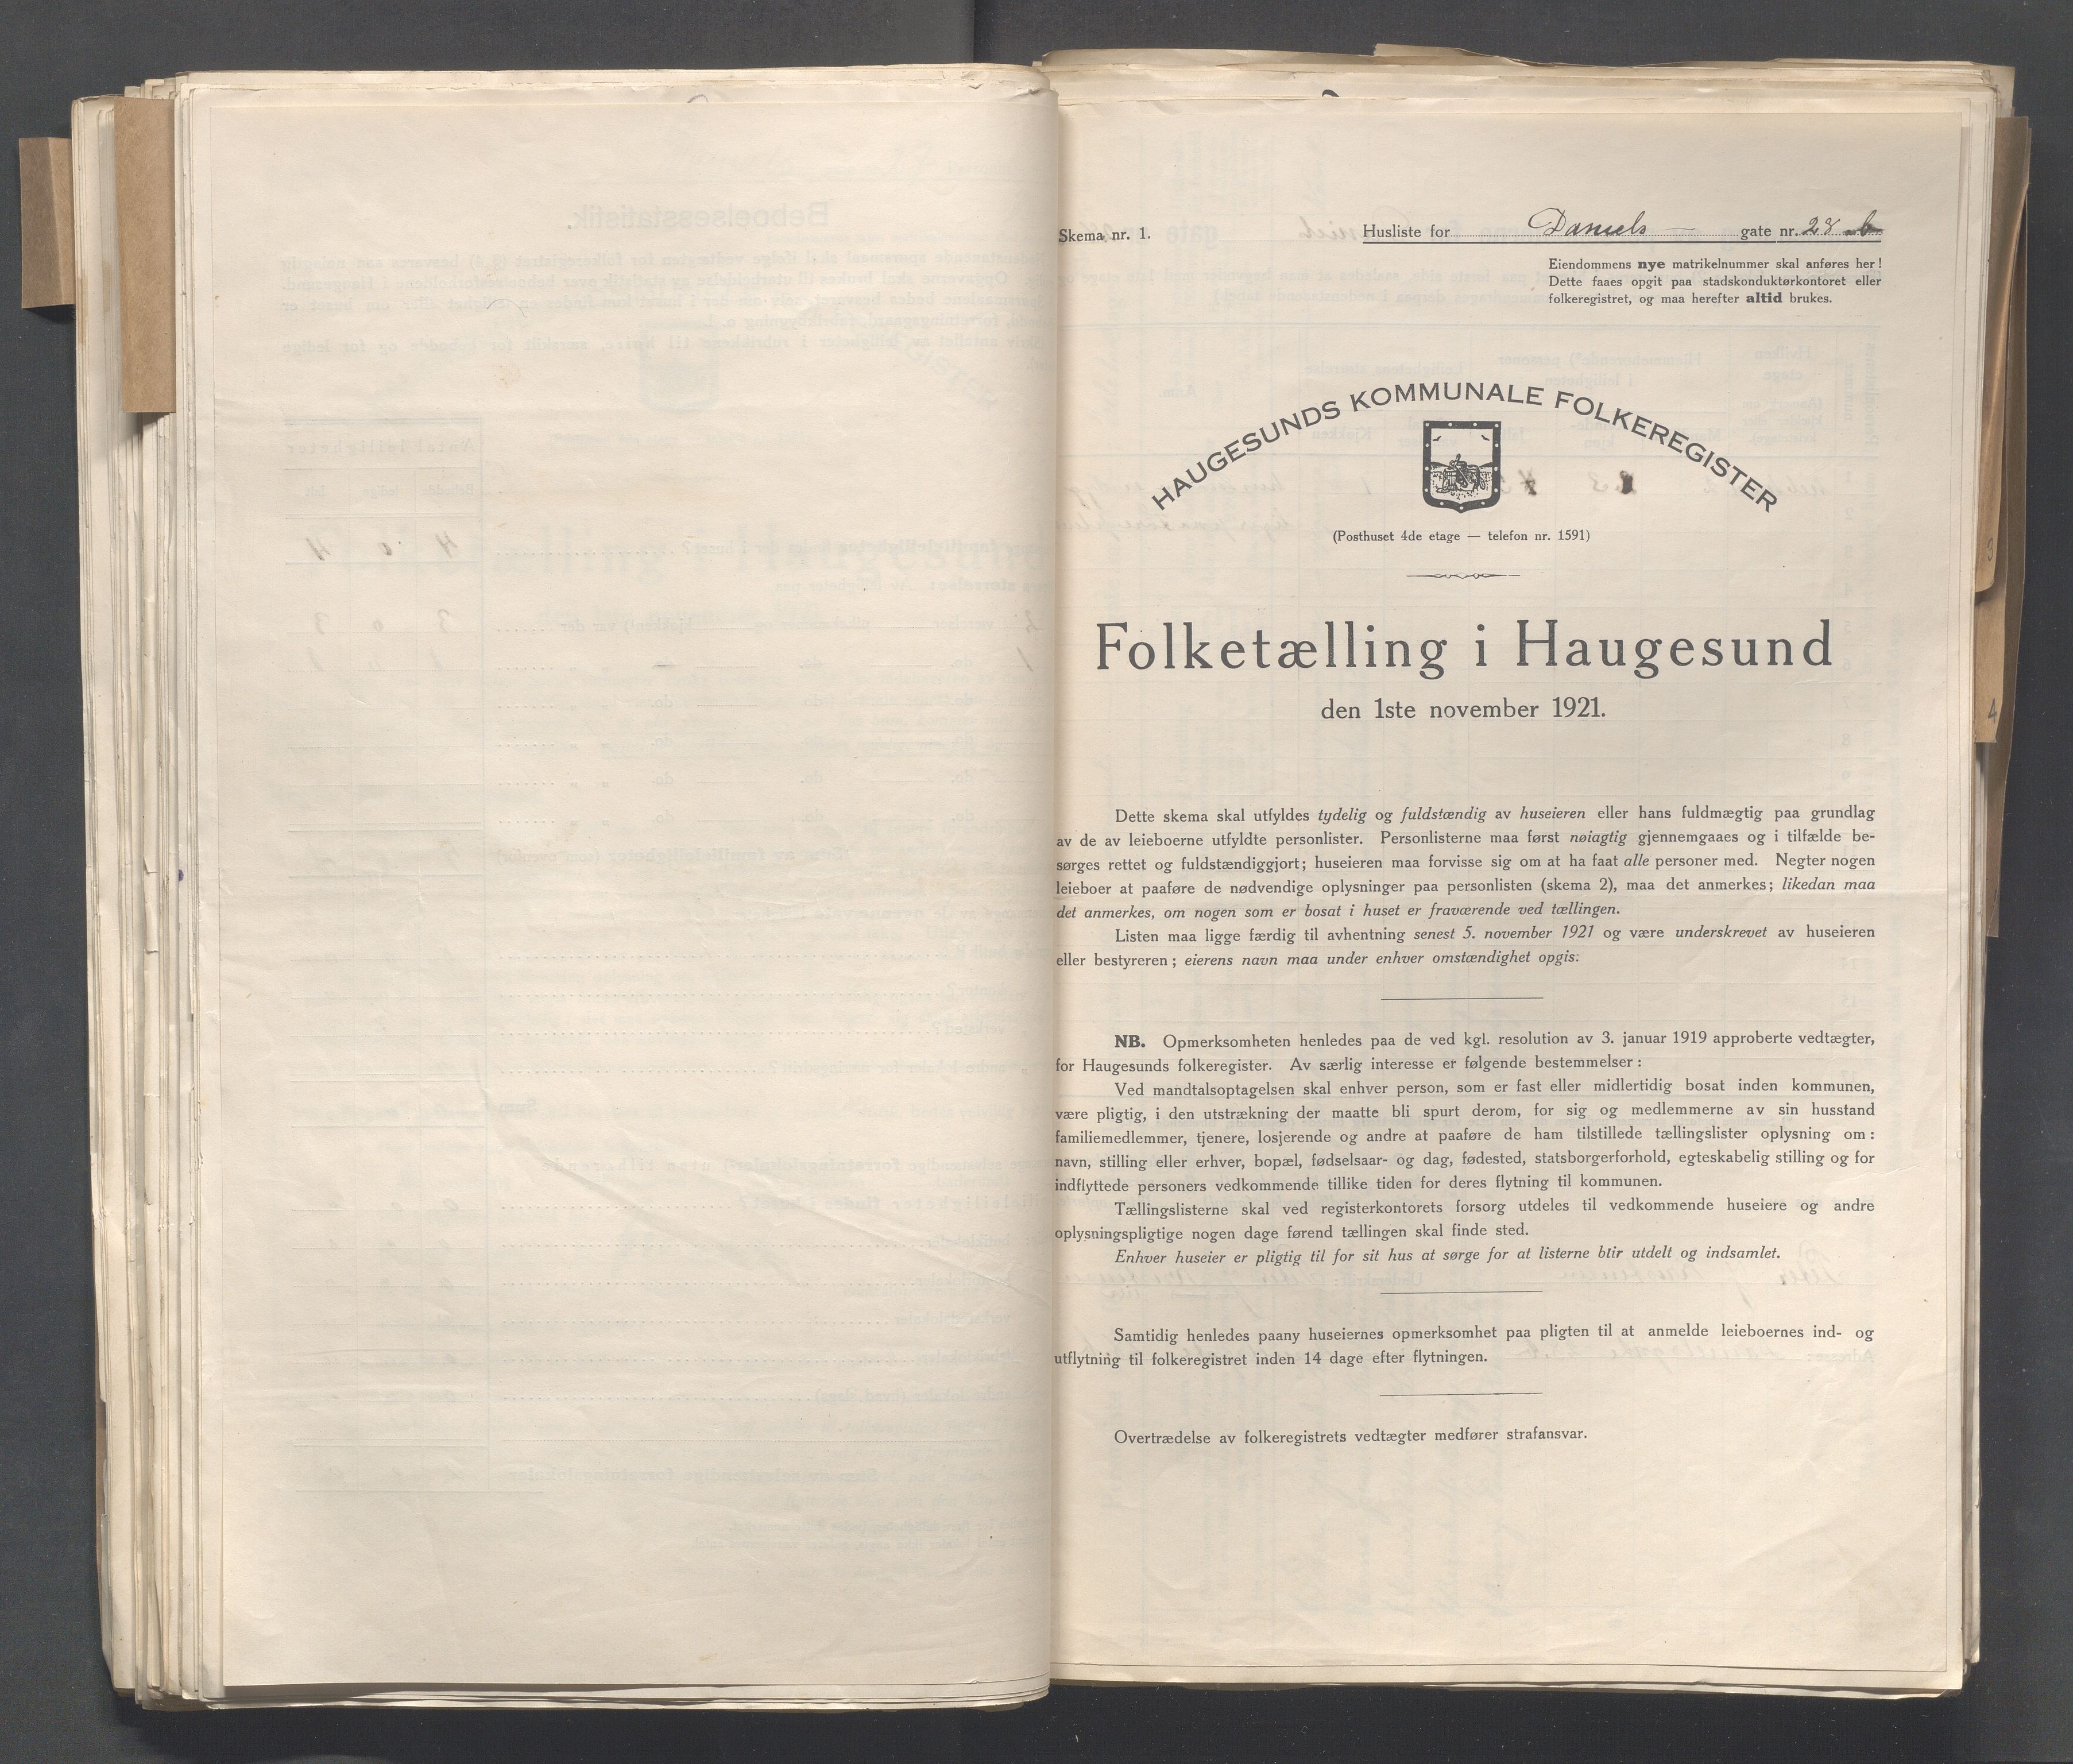 Skema nr. 1.
Husliste for Daniels gate nr. 28 b
Eiendommens nye matrikelnummer skal anføres her!
Dette faaes opgit paa stadskonduktørkontoret eller
folkeregistret, og maa herefter altid brukes.
HAUGESUNDS KOMMUNALE FOLKEREGISTER
(Posthuset 4de etage — telefon nr. 1591)
Folketælling i Haugesund
den 1ste november 1921.
Dette skema skal utfyldes tydelig og fuldstændig av huseieren eller hans fuldmægtig paa grundlag
av de av leieboerne utfyldte personlister. Personlisterne maa først nøiagtig gjennemgaaes og i tilfælde be-
sørges rettet og fuldstændiggjort; huseieren maa forvisse sig om at ha faat alle personer med. Negter nogen
leieboer at paaføre de nødvendige oplysninger paa personlisten (skema 2), maa det anmerkes; likedan maa
det anmerkes, om nogen som er bosat i huset er fraværende ved tællingen.
Listen maa ligge færdig til avhentning senest 5. november 1921 og være underskrevet av huseieren
eller bestyreren; eierens navn maa under enhver omstændighet opgis.
NB. Opmerksomheten henledes paa de ved kgl. resolution av 3. januar 1919 approberte vedtægter,
for Haugesunds folkeregister. Av særlig interesse er følgende bestemmelser:
Ved mandtalsoptagelsen skal enhver person, som er fast eller midlertidig bosat inden kommunen,
være pligtig, i den utstrækning der maatte bli spurt derom, for sig og medlemmerne av sin husstand
familiemedlemmer, tjenere, losjerende og andre at paaføre de ham tilstillede tællingslister oplysning om:
navn, stilling eller erhver, bopæl, fødselsaar- og dag, fødested, statsborgerforhold, egteskabelig stilling og for
indflyttede personers vedkommende tillike tiden for deres flytning til kommunen.
Tællingslisterne skal ved registerkontorets forsorg utdeles til vedkommende huseiere og andre
oplysningspligtige nogen dage førend tællingen skal finde sted.
Enhver huseier er pligtig til for sit hus at sørge for at listerne blir utdelt og indsamlet.
Samtidig henledes paany huseiernes opmerksomhet paa pligten til at anmelde leieboernes ind- og
utflytning til folkeregistret inden 14 dage efter flytningen.
Overtrædelse av folkeregistrets vedtægter medfører strafansvar.